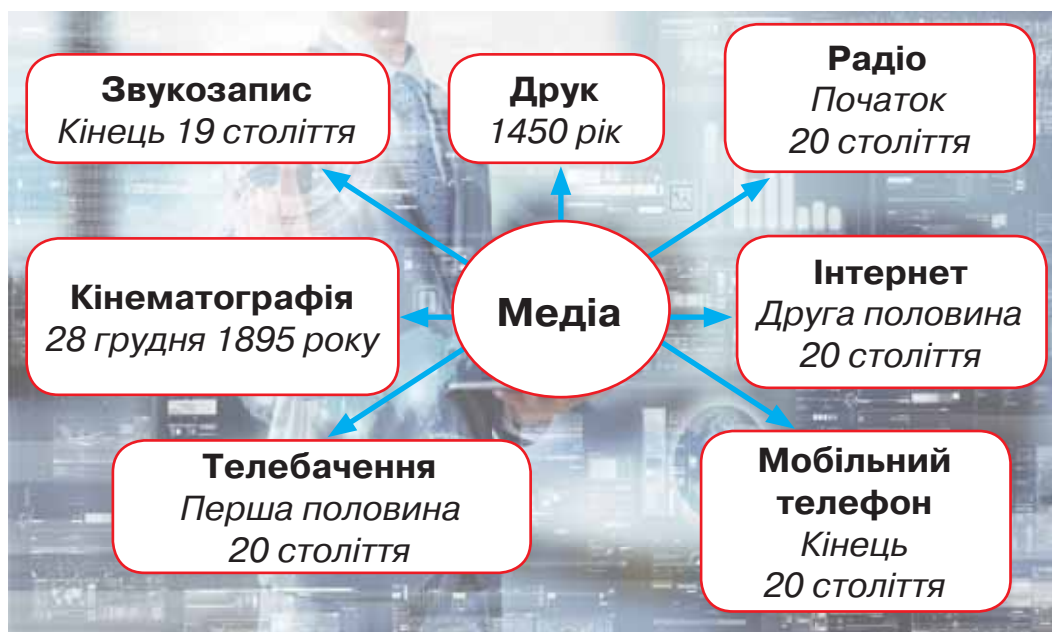 Звукозапис
Кінець 19 століття
Друк
1450 рік
Радіо
Початок
20 століття
Кінематографія
28 грудня 1895 року
Медіа
Інтернет
Друга половина
20 століття
Телебачення
Перша половина
20 століття
Мобільний
телефон
Кінець
20 століття